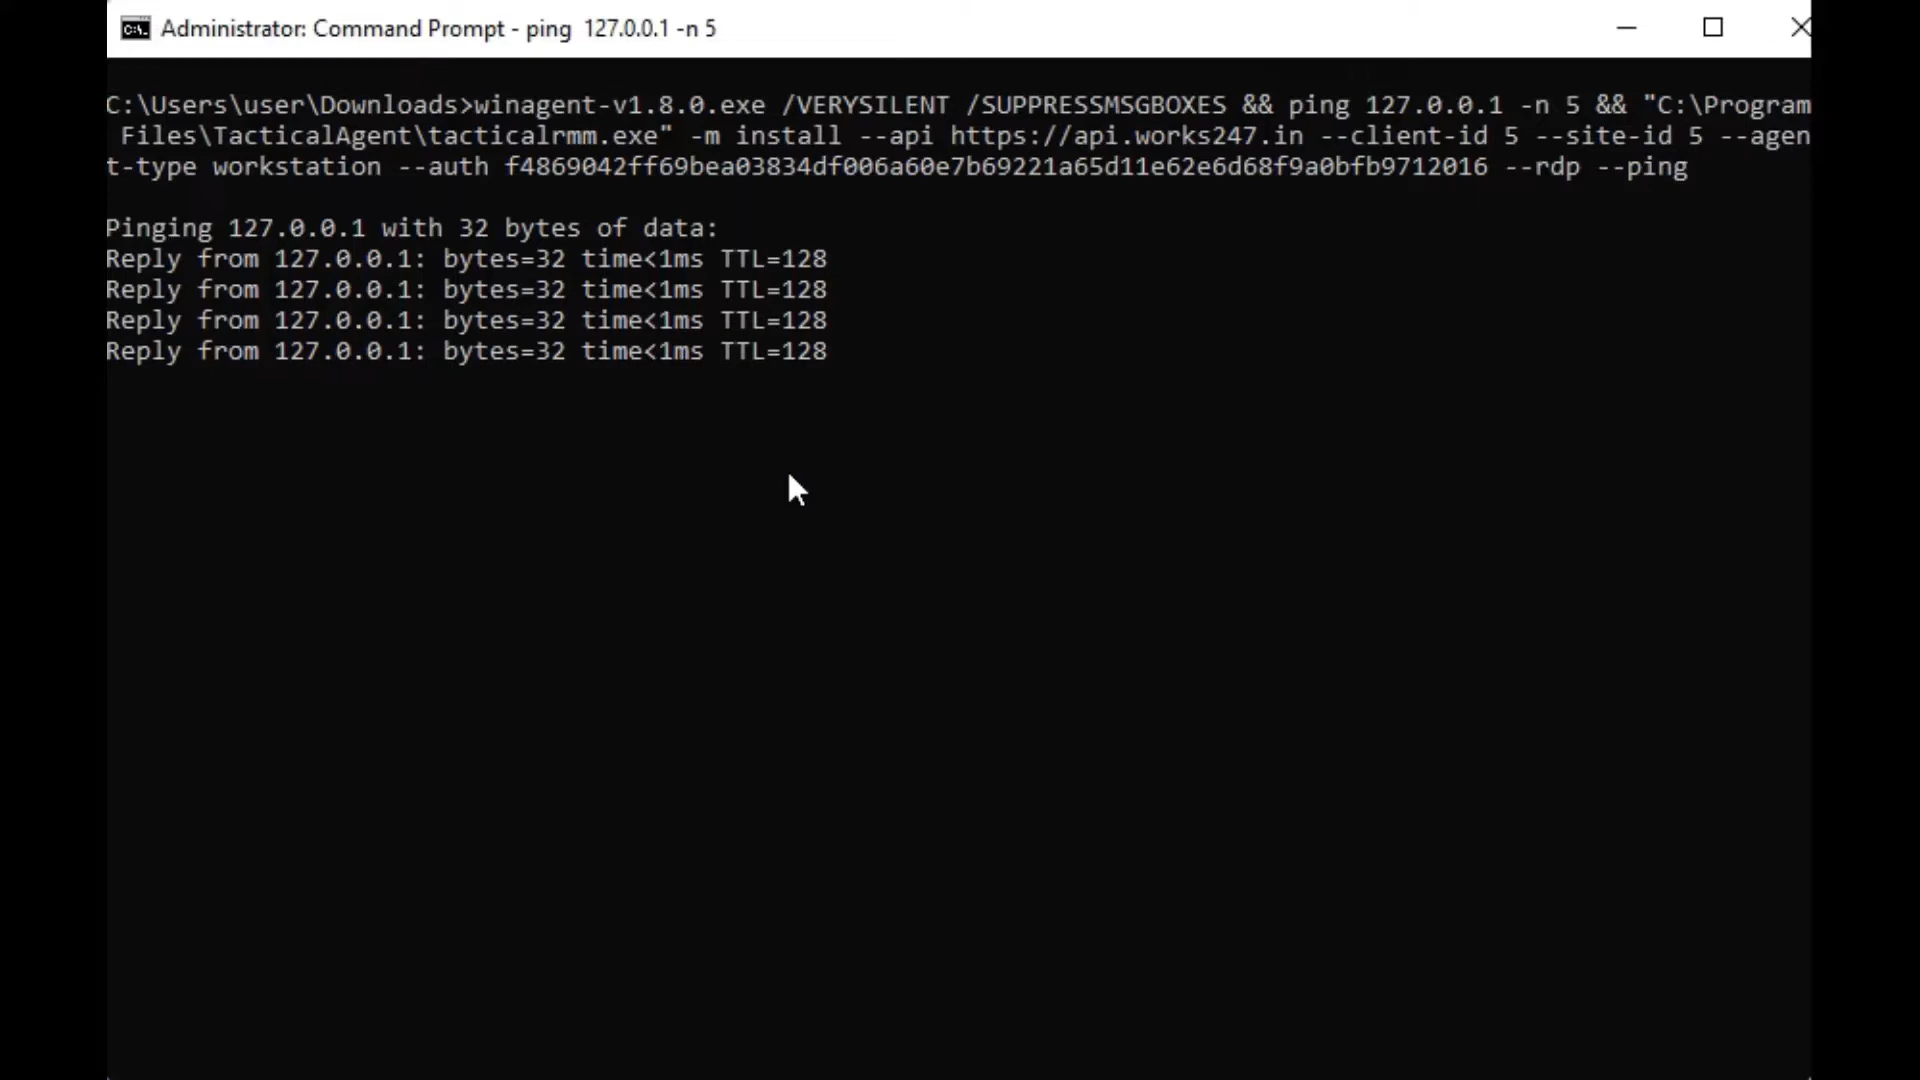 Administrator: Command Prompt - ping 127.0.0.1 -n 5
C:\Users\user\Downloads>winagent-v1.8.0.exe /VERYSILENT /SUPPRESSMSGBOXES && ping 127.0.0.1 -n 5 && "C:\Program
Files\TacticalAgent\tacticalrmm.exe" -m install --api https://api.works247.in --client-id 5 --site-id 5 --agen
t-type workstation --auth f4869042ff69bea03834df006a60e7b69221a65d11e62e6d68f9a0bfb9712016 --rdp --ping
Pinging 127.0.0.1 with 32 bytes of data:
Reply from 127.0.0.1: bytes=32 time<1ms TTL=128
Reply from 127.0.0.1: bytes=32 time<1ms TTL=128
Reply from 127.0.0.1: bytes=32 time<1ms TTL=128
Reply from 127.0.0.1: bytes=32 time<1ms TTL=128